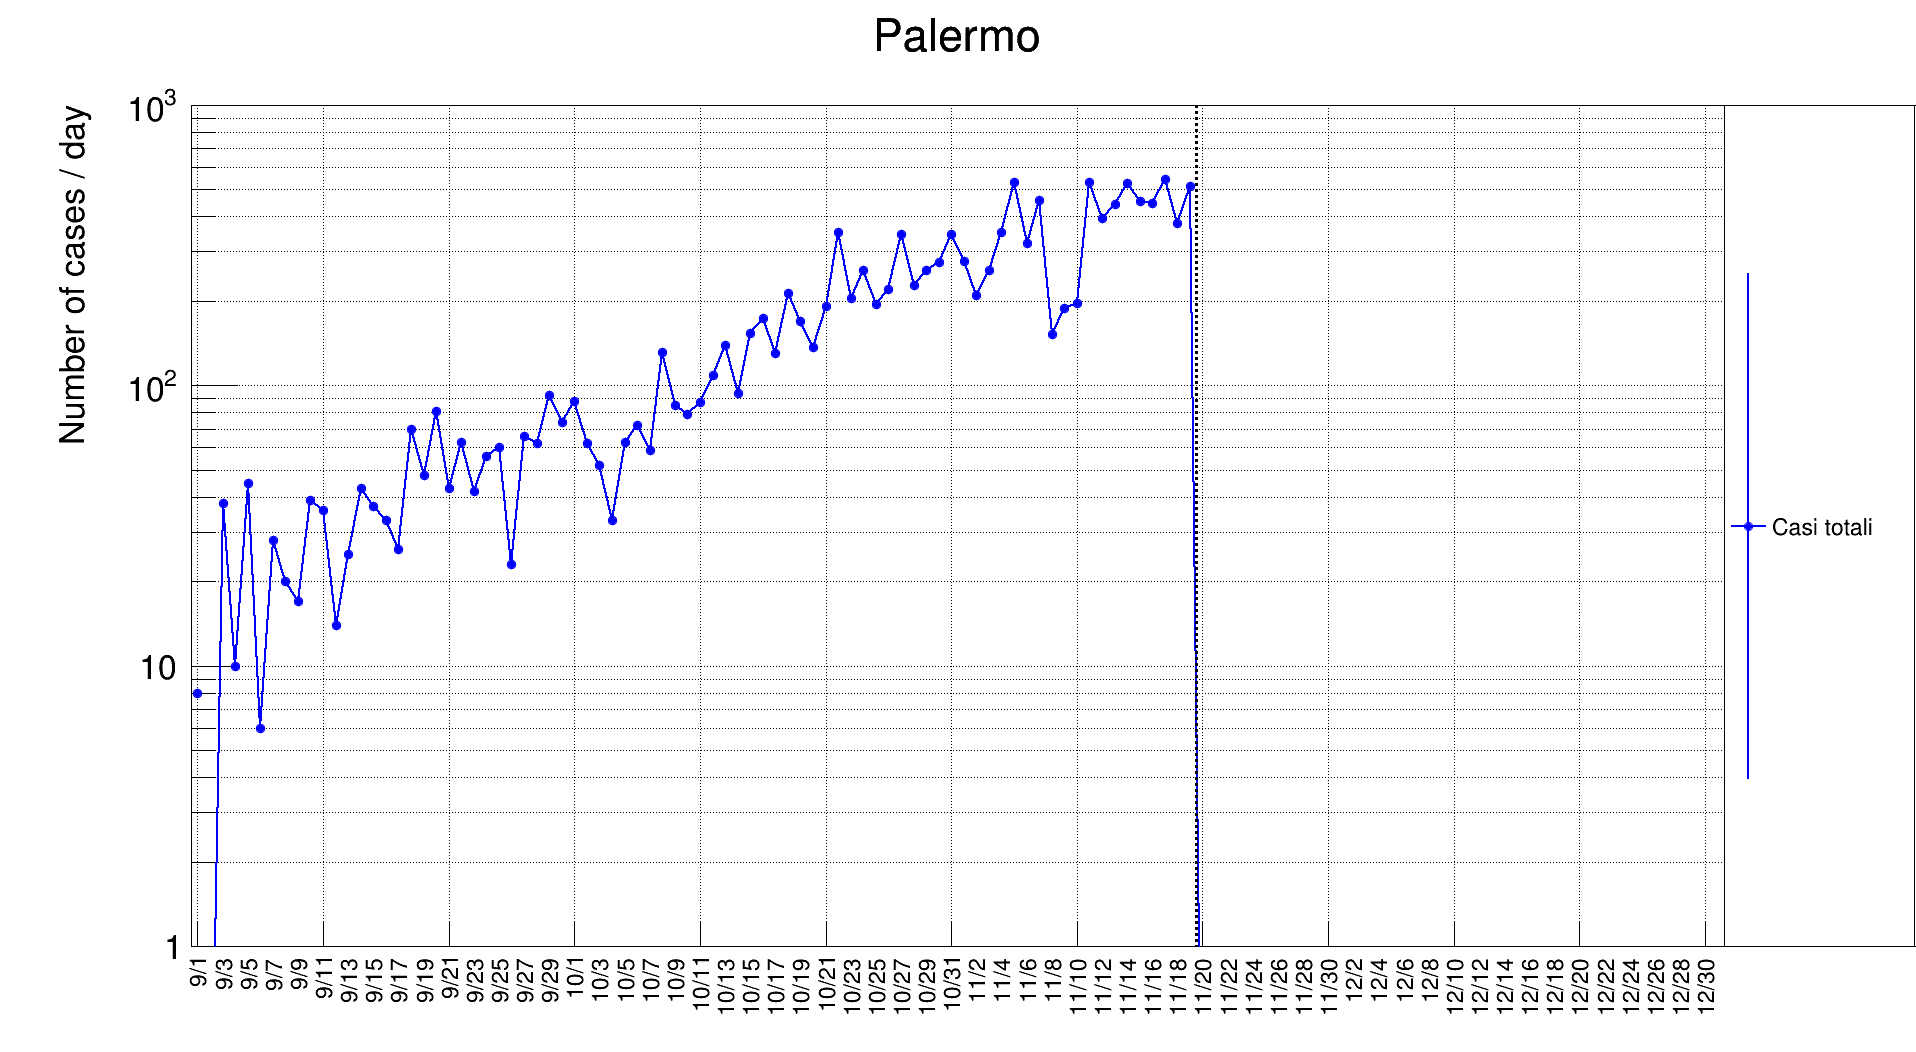 Palermo
Number of cases / day
10³
10²
10
1
9/1 9/3 9/5 9/7 9/9 9/11 9/13 9/15 9/17 9/19 9/21 9/23 9/25 9/27 9/29 10/1 10/3 10/5 10/7 10/9 10/11 10/13 10/15 10/17 10/19 10/21 10/23 10/25 10/27 10/29 10/31 11/2 11/4 11/6 11/8 11/10 11/12 11/14 11/16 11/18 11/20 11/22 11/24 11/26 11/28 11/30 12/2 12/4 12/6 12/8 12/10 12/12 12/14 12/16 12/18 12/20 12/22 12/24 12/26 12/28 12/30
Casi totali